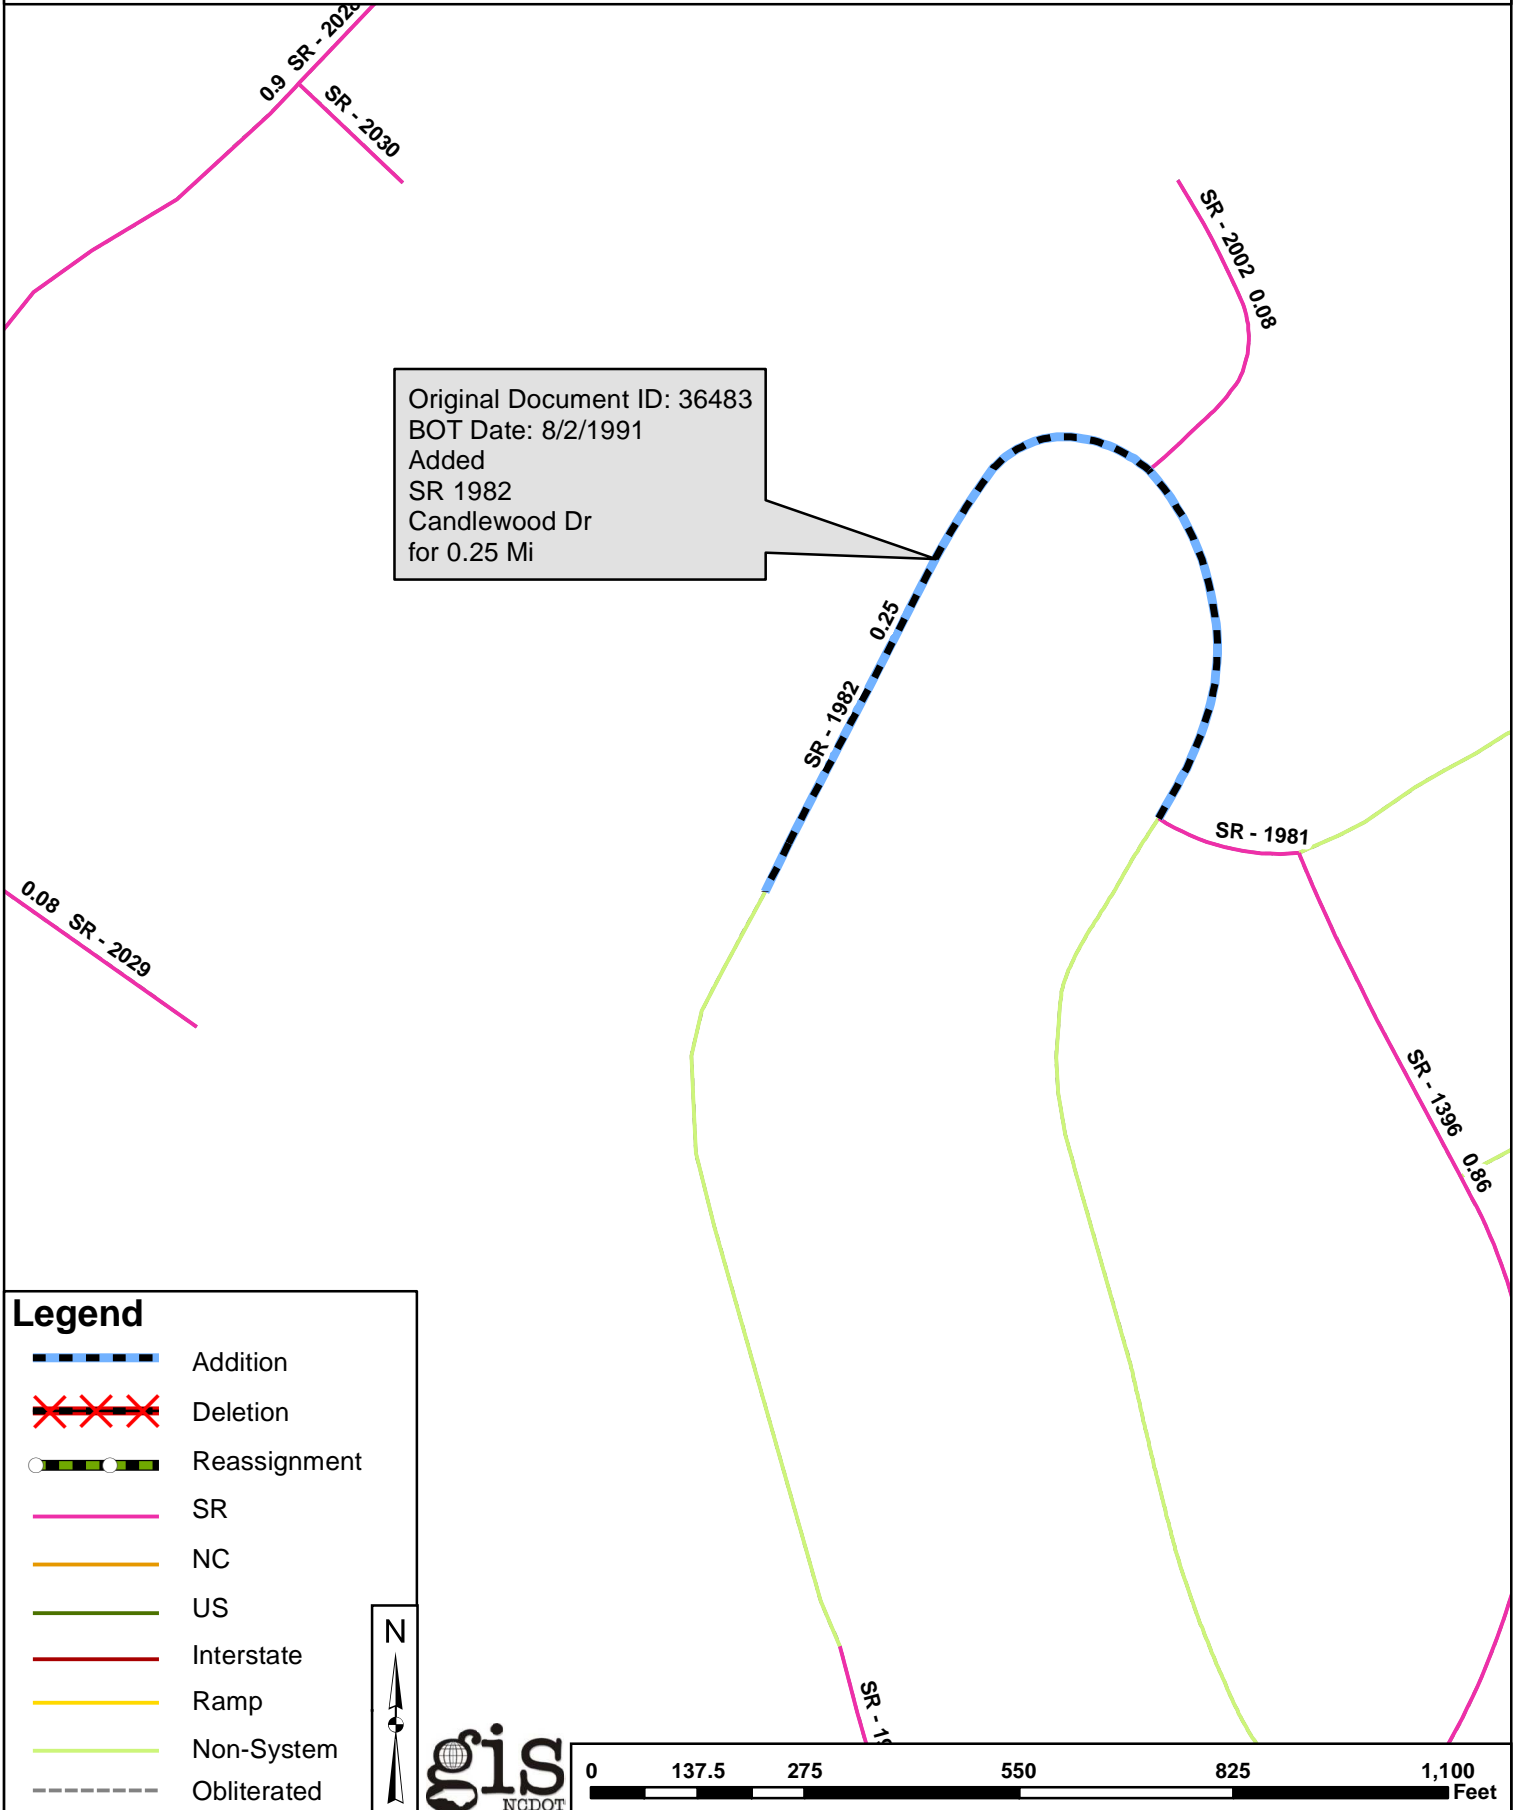 0.9 SR - 2028
SR - 2030
SR - 2002 0.08
Original Document ID: 36483
BOT Date: 8/2/1991
Added
SR 1982
Candlewood Dr
for 0.25 Mi
0.25
SR - 1982
SR - 1981
0.08 SR - 2029
SR - 1396 0.86
SR - 19
Legend
Addition
Deletion
Reassignment
SR
NC
US
Interstate
Ramp
Non-System
Obliterated
N
gis
NCDOT
0 137.5 275 550 825 1,100
Feet